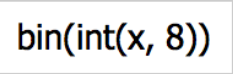 bin(int(x, 8))